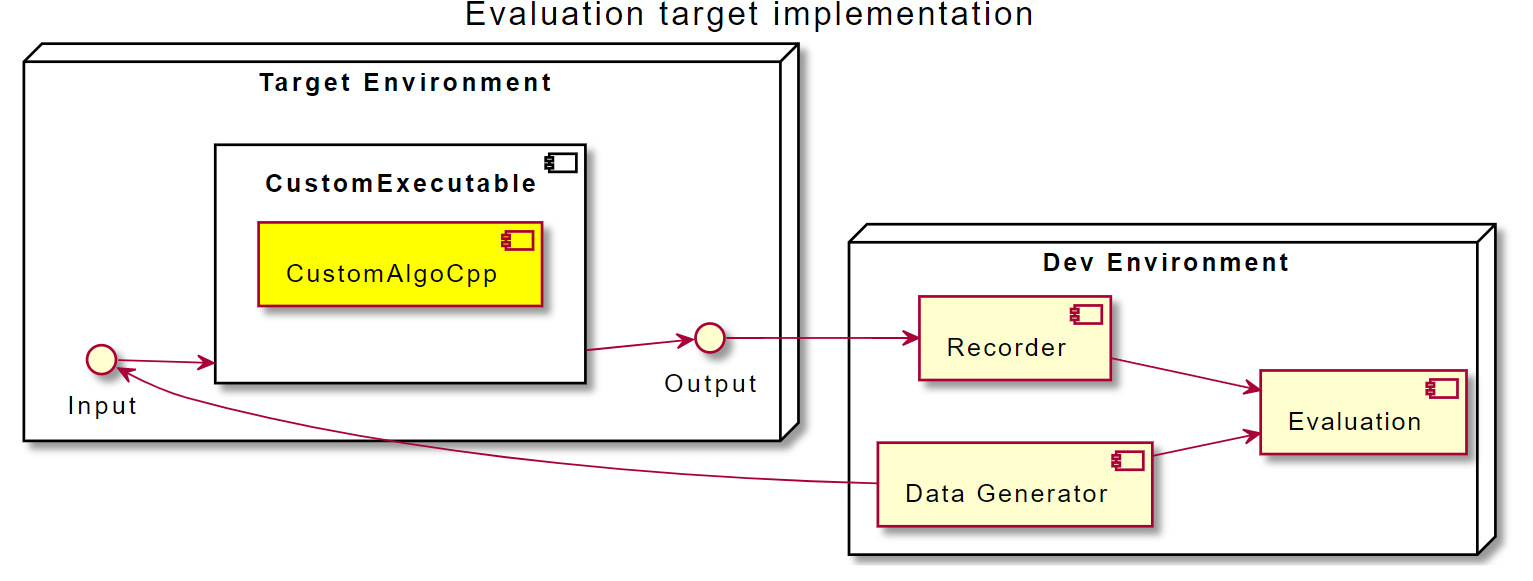 Evaluation target implementation
Target Environment
CustomExecutable
CustomAlgoCpp
Input
Output
Dev Environment
Recorder
Evaluation
Data Generator